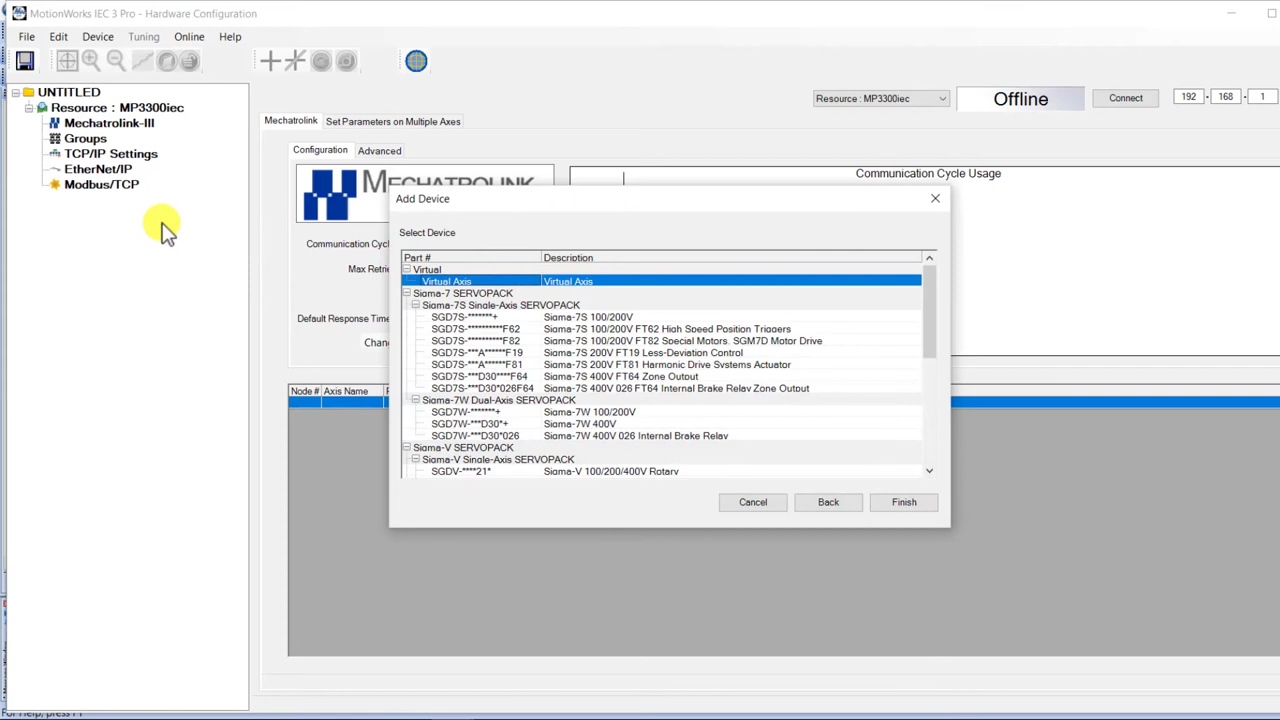 MotionWorks IEC 3 Pro - Hardware Configuration
File Edit Device Tuning Online Help
UNTITLED
Resource : MP3300iec
Mechatrolink-III
Groups
TCP/IP Settings
EtherNet/IP
Modbus/TCP
Resource : MP3300iec
Offline
Connect
192 . 168 . 1
Mechatrolink Set Parameters on Multiple Axes
Configuration Advanced
MECHATROLINK
Communication Cycle Usage
Communication Cycl
Max Retrie
Default Response Time
Chang
Node # Axis Name
Add Device
Select Device
Part # Description
Virtual
Virtual Axis Virtual Axis
Sigma-7 SERVOPACK
Sigma-7S Single-Axis SERVOPACK
SGD7S-*******+ Sigma-7S 100/200V
SGD7S-**********F62 Sigma-7S 100/200V FT62 High Speed Position Triggers
SGD7S-**********F82 Sigma-7S 100/200V FT82 Special Motors. SGM7D Motor Drive
SGD7S-***A******F19 Sigma-7S 200V FT19 Less-Deviation Control
SGD7S-***A******F81 Sigma-7S 200V FT81 Harmonic Drive Systems Actuator
SGD7S-***D30****F64 Sigma-7S 400V FT64 Zone Output
SGD7S-***D30*026F64 Sigma-7S 400V 026 FT64 Internal Brake Relay Zone Output
Sigma-7W Dual-Axis SERVOPACK
SGD7W-*******+ Sigma-7W 100/200V
SGD7W-***D30*+ Sigma-7W 400V
SGD7W-***D30*026 Sigma-7W 400V 026 Internal Brake Relay
Sigma-V SERVOPACK
Sigma-V Single-Axis SERVOPACK
SGDV-****21* Sigma-V 100/200/400V Rotary
Cancel Back Finish
For Help, press F1